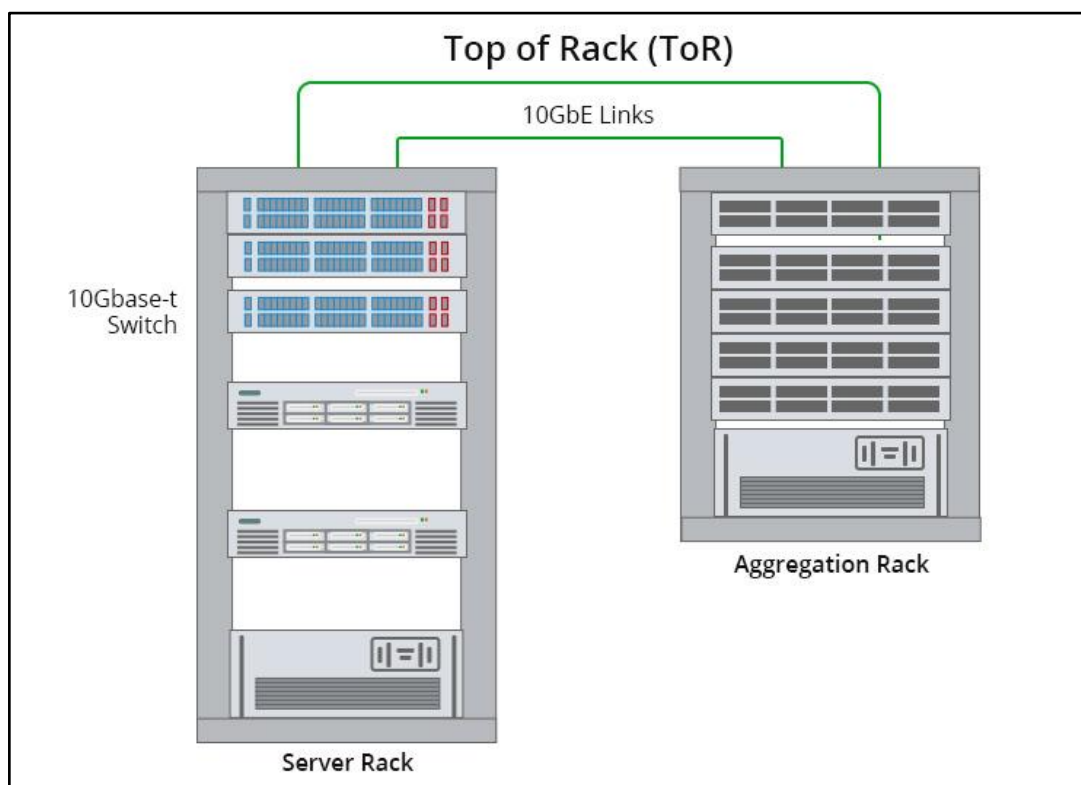 Top of Rack (ToR)
10GbE Links
10Gbase-t
Switch
Aggregation Rack
Server Rack